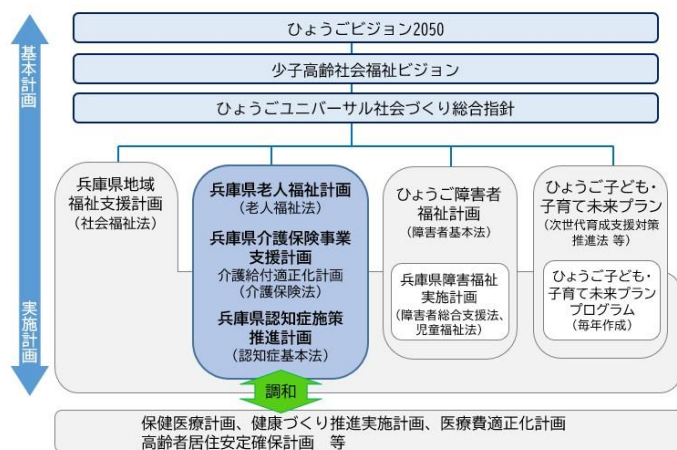 ひょうごビジョン2050
少子高齢社会福祉ビジョン
ひょうごユニバーサル社会づくり総合指針
基本計画
実施計画
兵庫県地域
福祉支援計画
(社会福祉法)
兵庫県老人福祉計画
(老人福祉法)
兵庫県介護保険事業
支援計画
介護給付適正化計画
(介護保険法)
兵庫県認知症施策
推進計画
(認知症基本法)
ひょうご障害者
福祉計画
(障害者基本法)
兵庫県障害福祉
実施計画
(障害者総合支援法、
児童福祉法)
ひょうご子ども・
子育て未来プラン
(次世代育成支援対策
推進法 等)
ひょうご子ども・
子育て未来プラン
プログラム
(毎年作成)
調和
保健医療計画、健康づくり推進実施計画、医療費適正化計画
高齢者居住安定確保計画 等